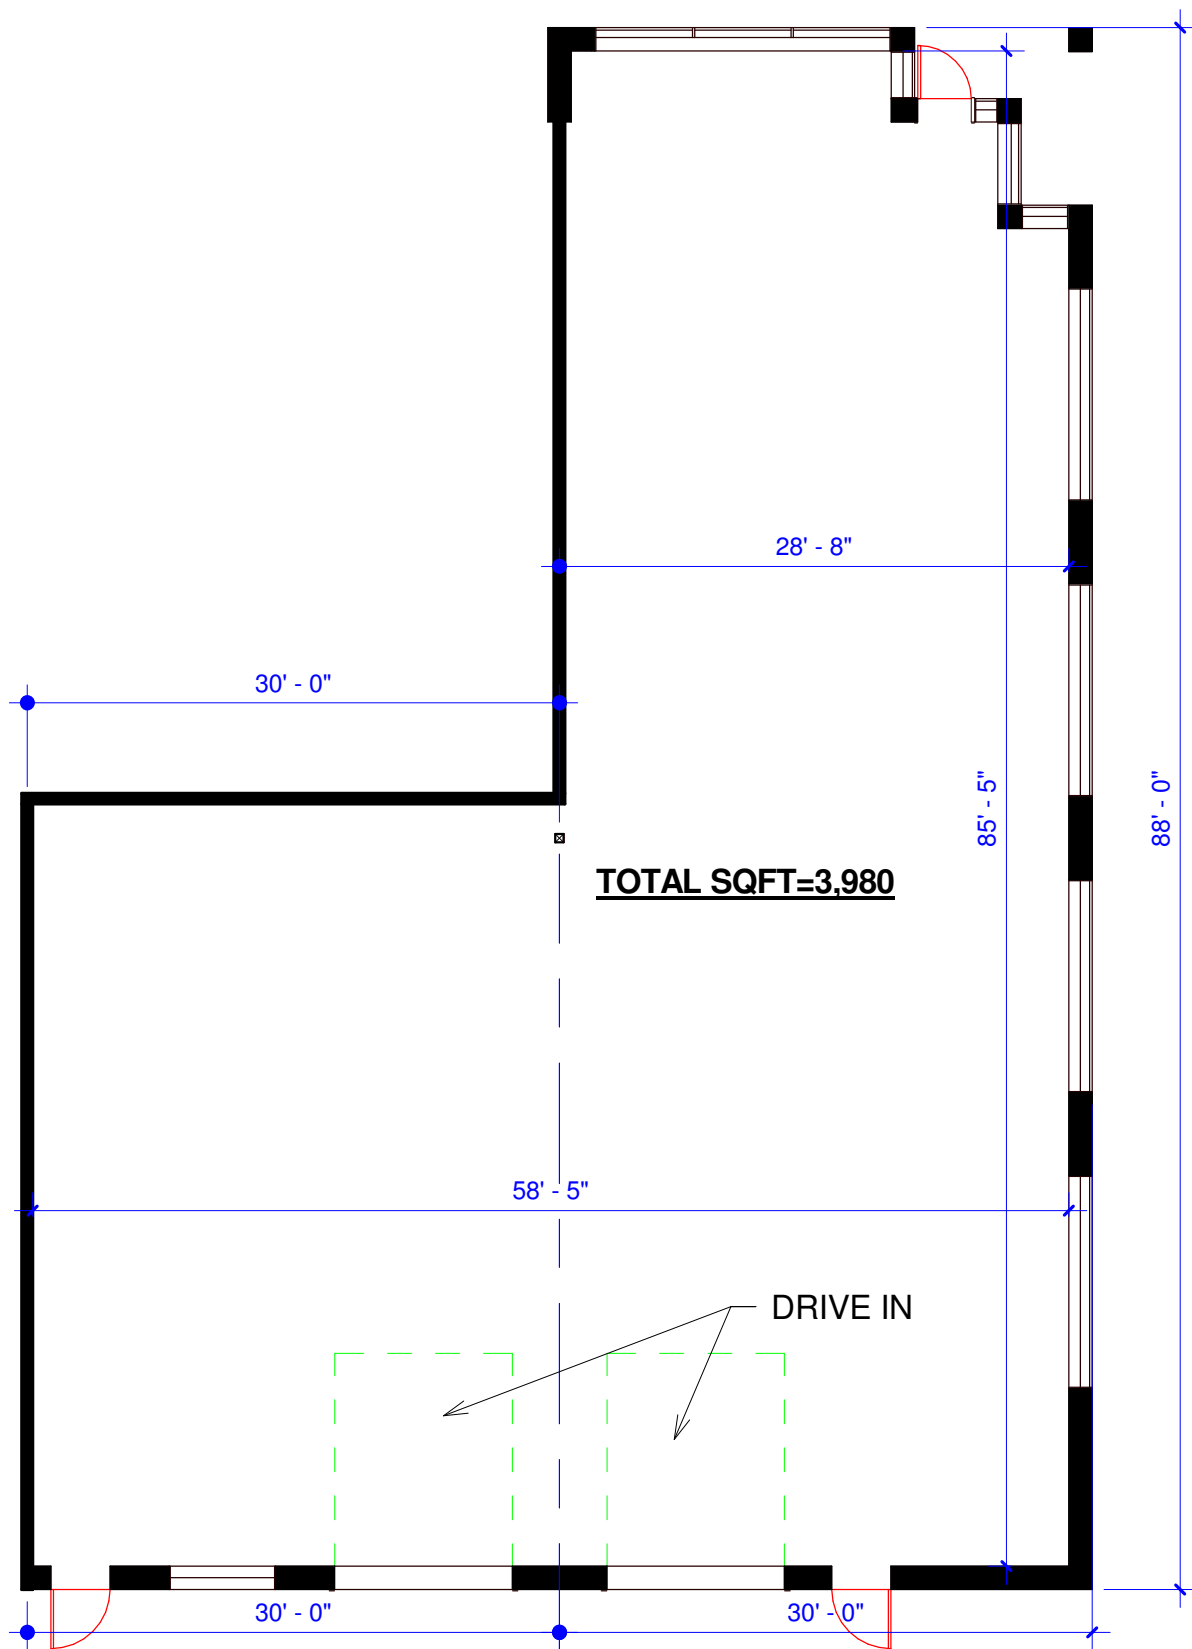 28' - 8"
30' - 0"
85' - 5"
88' - 0"
TOTAL SQFT=3,980
58' - 5"
DRIVE IN
30' - 0"
30' - 0"